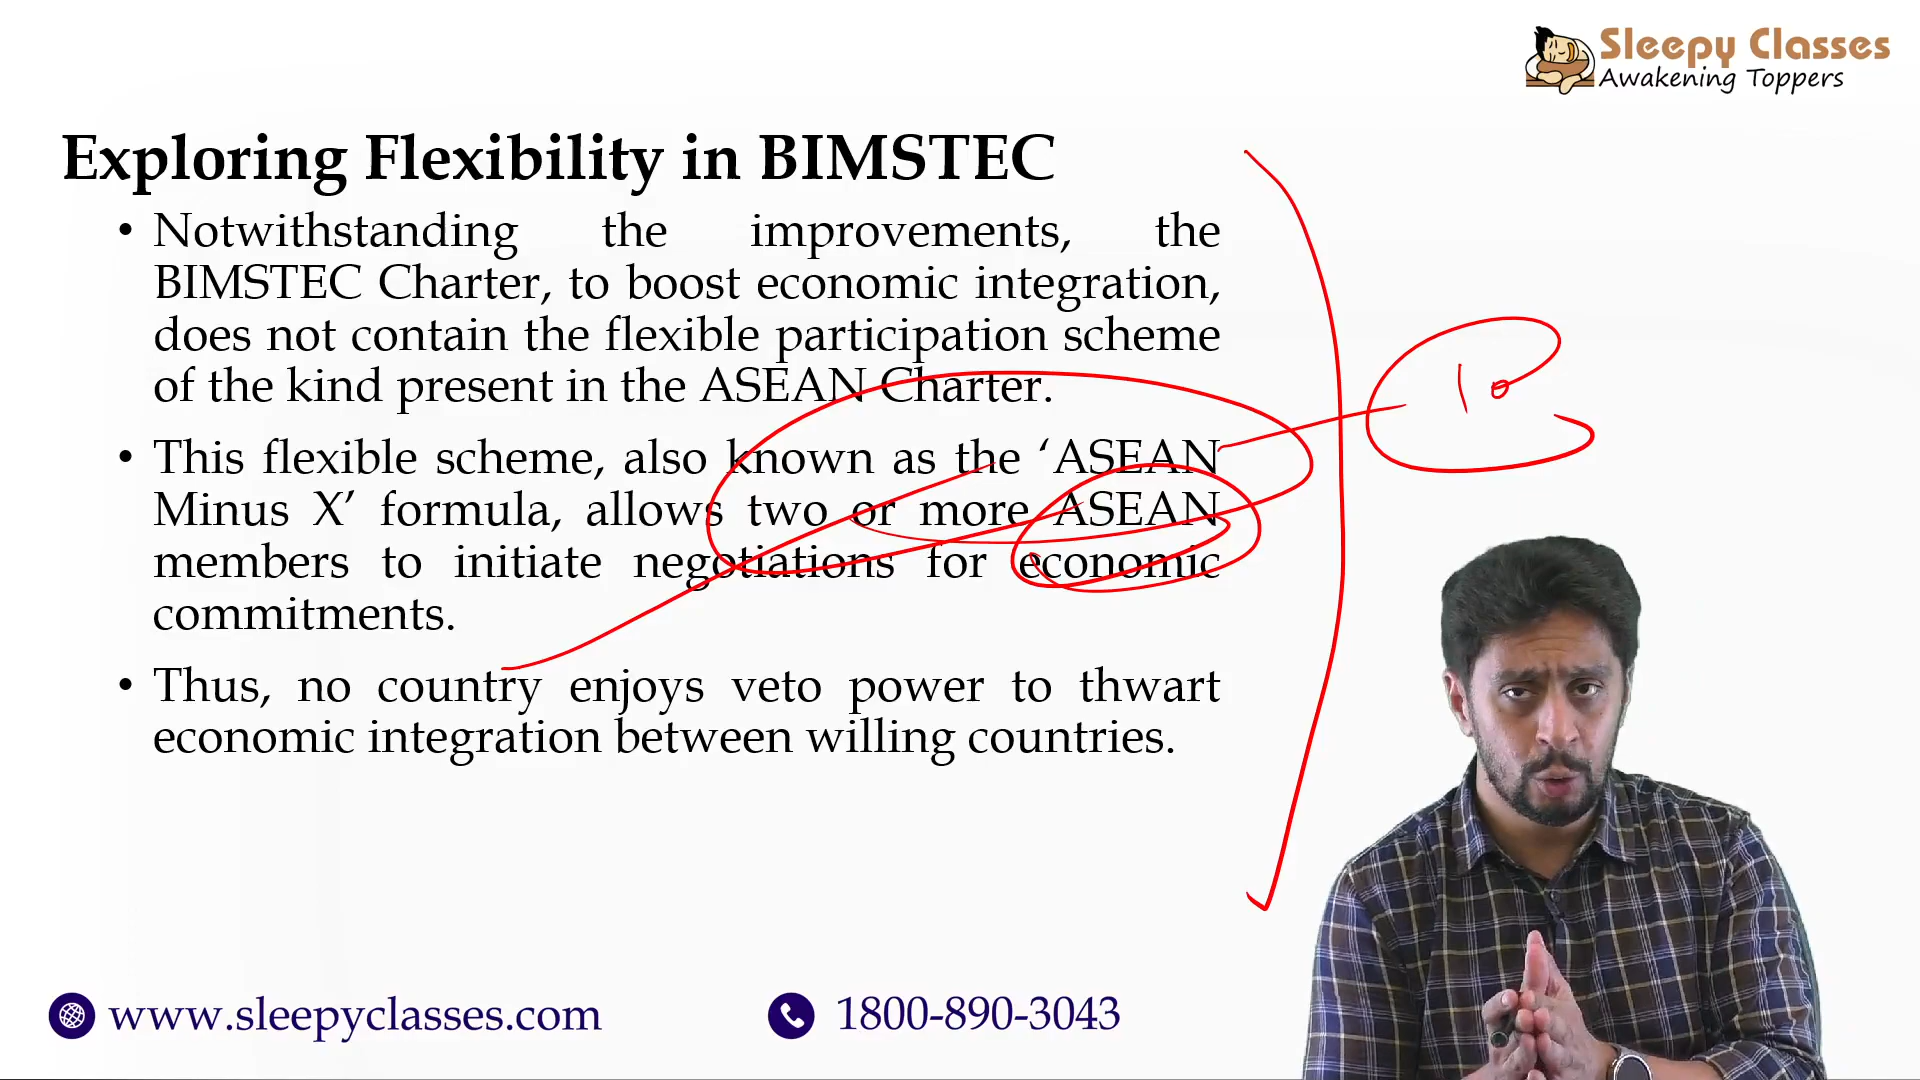 Sleepy Classes
Awakening Toppers
Exploring Flexibility in BIMSTEC
• Notwithstanding the improvements, the
BIMSTEC Charter, to boost economic integration,
does not contain the flexible participation scheme
of the kind present in the ASEAN Charter.
• This flexible scheme, also known as the ‘ASEAN
Minus X’ formula, allows two or more ASEAN
members to initiate negotiations for economic
commitments.
• Thus, no country enjoys veto power to thwart
economic integration between willing countries.
10
www.sleepyclasses.com
1800-890-3043